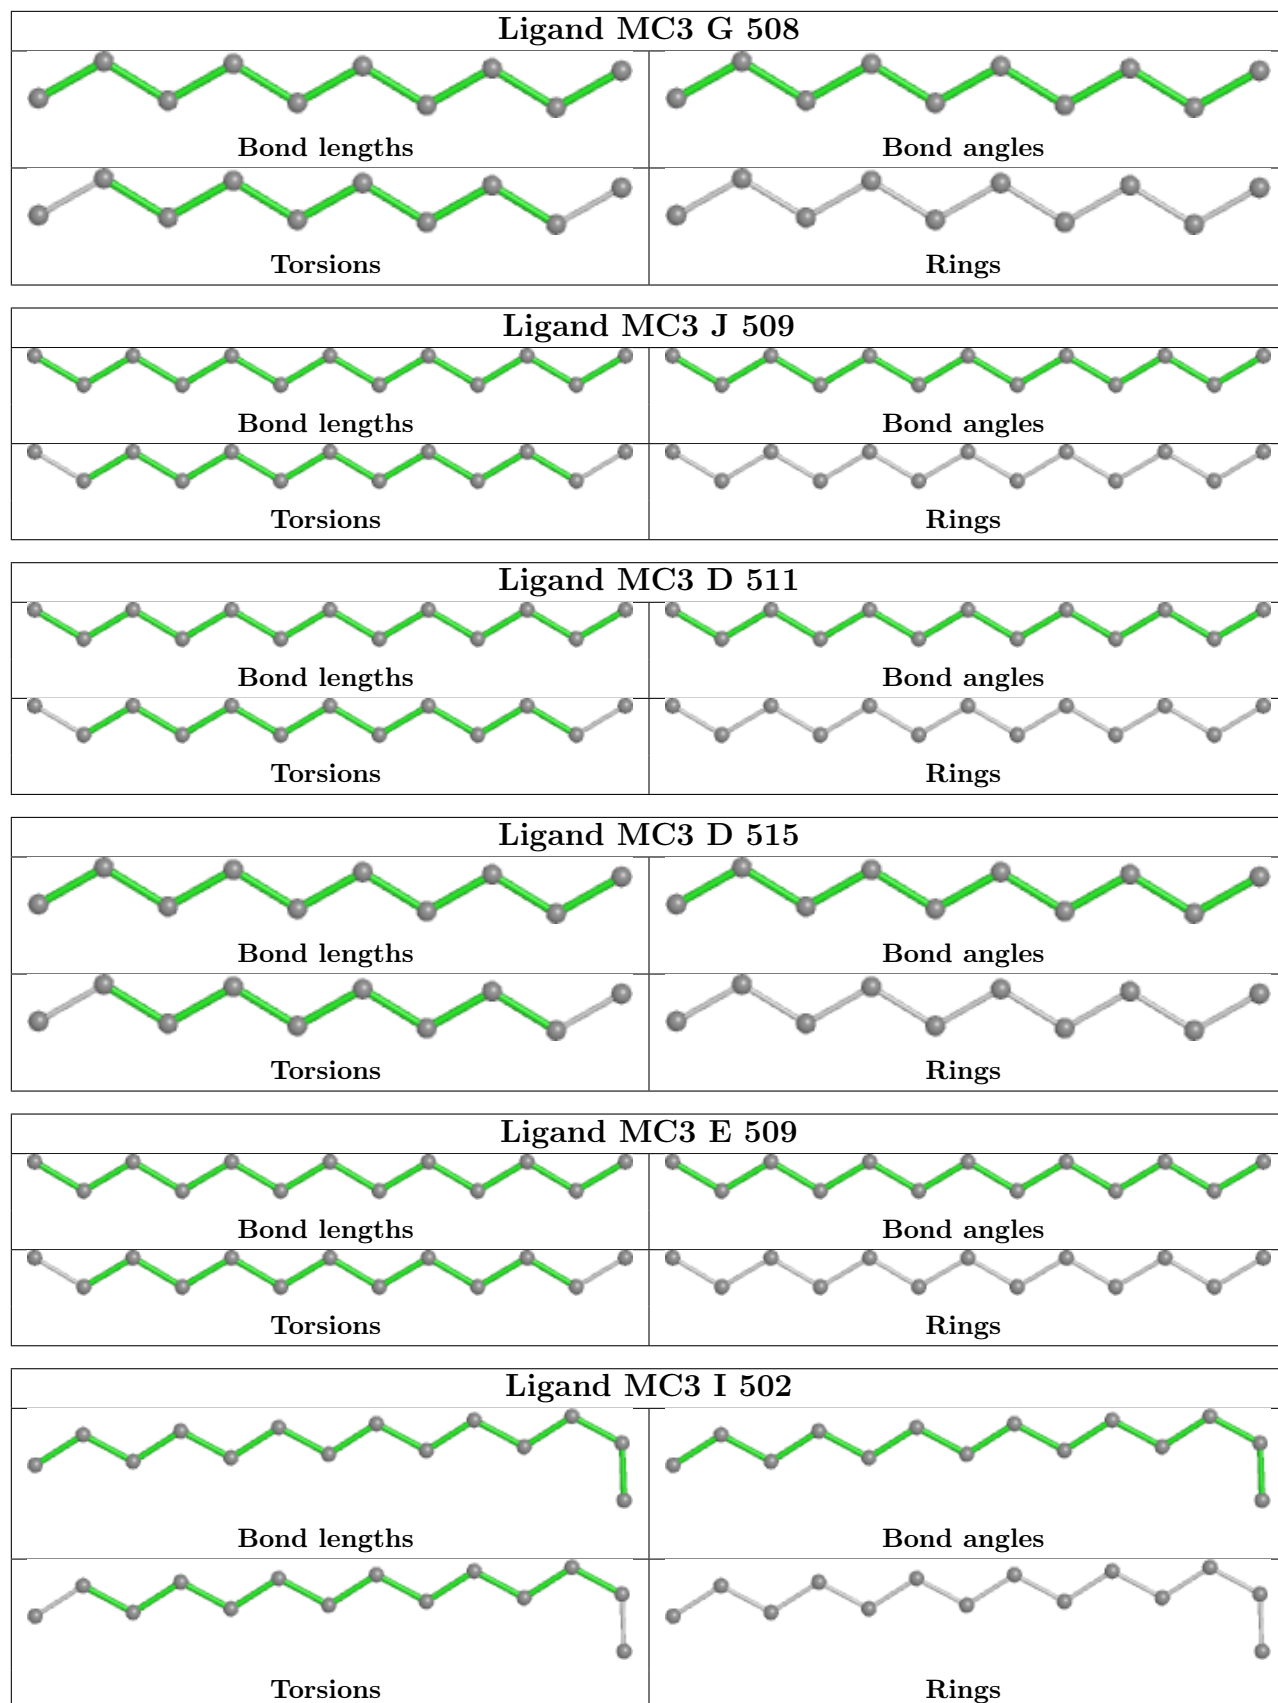 Ligand MC3 G 508
Bond lengths
Bond angles
Torsions
Rings
Ligand MC3 J 509
Bond lengths
Bond angles
Torsions
Rings
Ligand MC3 D 511
Bond lengths
Bond angles
Torsions
Rings
Ligand MC3 D 515
Bond lengths
Bond angles
Torsions
Rings
Ligand MC3 E 509
Bond lengths
Bond angles
Torsions
Rings
Ligand MC3 I 502
Bond lengths
Bond angles
Torsions
Rings